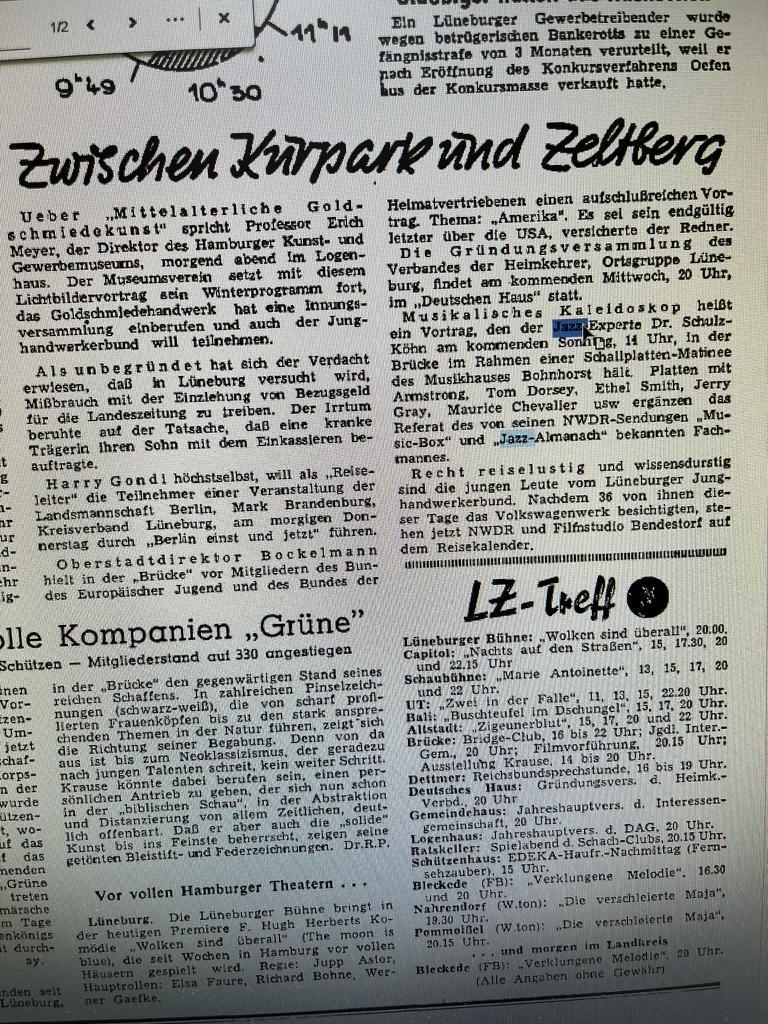 1/2
11ʰ11
9ʰ49
10ʰ30
Ein Lüneburger Gewerbetreibender wurde
wegen betrügerischen Bankerotts zu einer Ge-
fängnisstrafe von 3 Monaten verurteilt, weil er
nach Eröffnung des Konkursverfahrens Oefen
aus der Konkursmasse verkauft hatte.
Zwischen Kurpark und Zeltberg
Ueber „Mittelalterliche Gold-
schmiedekunst“ spricht Professor Erich
Meyer, der Direktor des Hamburger Kunst- und
Gewerbemuseums, morgend abend im Logen-
haus. Der Museumsverein setzt mit diesem
Lichtbildervortrag sein Winterprogramm fort,
das Goldschmiedehandwerk hat eine Innungs-
versammlung einberufen und auch der Jung-
handwerkerbund will teilnehmen.
Als unbegründet hat sich der Verdacht
erwiesen, daß in Lüneburg versucht wird,
Mißbrauch mit der Einziehung von Bezugsgeld
für die Landeszeitung zu treiben. Der Irrtum
beruhte auf der Tatsache, daß eine kranke
Trägerin ihren Sohn mit dem Einkassieren be-
auftragte.
Harry Gondi höchstselbst, will als „Reise-
leiter“ die Teilnehmer einer Veranstaltung der
Landsmannschaft Berlin, Mark Brandenburg,
Kreisverband Lüneburg, am morgigen Don-
nerstag durch „Berlin einst und jetzt“ führen.
Oberstadtdirektor Bockelmann
hielt in der „Brücke“ vor Mitgliedern des Bun-
des Europäischer Jugend und des Bundes der
Heimatvertriebenen einen aufschlußreichen Vor-
trag. Thema: „Amerika“. Es sei sein endgültig
letzter über die USA, versicherte der Redner.
Die Gründungsversammlung des
Verbandes der Heimkehrer, Ortsgruppe Lüne-
burg, findet am kommenden Mittwoch, 20 Uhr,
im „Deutschen Haus“ statt.
Musikalisches Kaleidoskop heißt
ein Vortrag, den der Jazz-Experte Dr. Schulz-
Köhn am kommenden Sonntag, 11 Uhr, in der
Brücke im Rahmen einer Schallplatten-Matinee
des Musikhauses Bohnhorst hält. Platten mit
Armstrong, Tom Dorsey, Ethel Smith, Jerry
Gray, Maurice Chevalier usw ergänzen das
Referat des von seinen NWDR-Sendungen „Mu-
sic-Box“ und „Jazz-Almanach“ bekannten Fach-
mannes.
Recht reiselustig und wissensdurstig
sind die jungen Leute vom Lüneburger Jung-
handwerkerbund. Nachdem 36 von ihnen die-
ser Tage das Volkswagenwerk besichtigten, ste-
hen jetzt NWDR und Filmstudio Bendestorf auf
dem Reisekalender.
olle Kompanien „Grüne“
Schützen — Mitgliederstand auf 330 angestiegen
in der „Brücke“ den gegenwärtigen Stand seines
reichen Schaffens. In zahlreichen Pinselzeich-
nungen (schwarz-weiß), die von scharf profi-
lierten Frauenköpfen bis zu den stark anspre-
chenden Themen in der Natur führen, zeigt sich
die Richtung seiner Begabung. Denn von da
aus ist bis zum Neoklassizismus, der geradezu
nach jungen Talenten schreit, kein weiter Schritt.
Krause könnte dabei berufen sein, einen per-
sönlichen Antrieb zu geben, der sich nun schon
in der „biblischen Schau“, in der Abstraktion
und Distanzierung von allem Zeitlichen, deut-
lich offenbart. Daß er aber auch die „solide“
Kunst bis ins Feinste beherrscht, zeigen seine
getönten Bleistift- und Federzeichnungen. Dr.R.P.
Vor vollen Hamburger Theatern . . .
Lüneburg. Die Lüneburger Bühne bringt in
der heutigen Premiere F. Hugh Herberts Ko-
mödie „Wolken sind überall“ (The moon is
blue), die seit Wochen in Hamburg vor vollen
Häusern gespielt wird. Regie: Jupp Astor,
Hauptrollen: Elsa Faure, Richard Bohne, Wer-
ner Gaefke.
LZ-Treff
Lüneburger Bühne: „Wolken sind überall“, 20.00.
Capitol: „Nachts auf den Straßen“, 15, 17.30, 20
und 22.15 Uhr
Schaubühne: „Marie Antoinette“, 13, 15, 17, 20
und 22 Uhr.
UT: „Zwei in der Falle“, 11, 13, 15, 22.20 Uhr.
Bali: „Buschteufel im Dschungel“, 15, 17, 20 Uhr.
Altstadt: „Zigeunerblut“, 15, 17, 20 und 22 Uhr.
Brücke: Bridge-Club, 16 bis 22 Uhr; Jgdl. Inter.—
Gem., 20 Uhr; Filmvorführung, 20.15 Uhr;
Ausstellung Krause, 14 bis 20 Uhr.
Dettmer: Reichsbundsprechstunde, 16 bis 19 Uhr.
Deutsches Haus: Gründungsvers. d. Heimk.-
Verbd., 20 Uhr
Gemeindehaus: Jahreshauptvers. d. Interessen-
gemeinschaft, 20 Uhr.
Logenhaus: Jahreshauptvers. d. DAG, 20 Uhr.
Ratskeller: Spielabend d. Schach-Clubs, 20.15 Uhr.
Schützenhaus: EDEKA-Haufr.-Nachmittag (Fern-
sehzauber), 15 Uhr.
Bleckede (FB): „Verklungene Melodie“, 16.30
und 20 Uhr.
Nahrendorf (W.ton): „Die verschleierte Maja“,
19.30 Uhr.
Pommoißel (W.ton): „Die verschleierte Maja“,
20.15 Uhr.
. . . und morgen im Landkreis
Bleckede (FB): „Verklungene Melodie“, 20 Uhr.
(Alle Angaben ohne Gewähr)